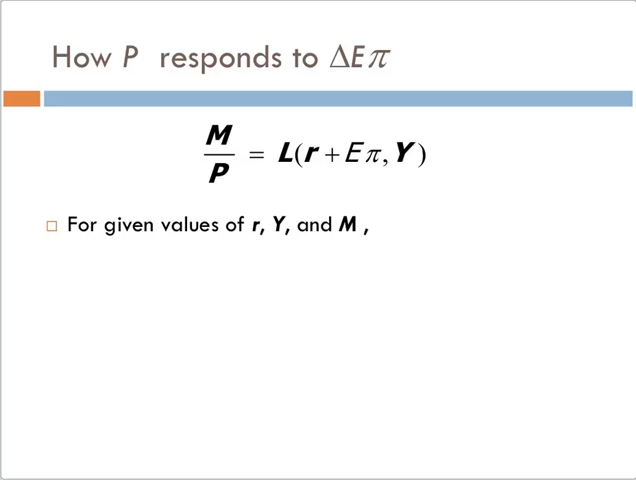 How P responds to ΔEπ
M/P = L(r + Eπ, Y)
For given values of r, Y, and M ,